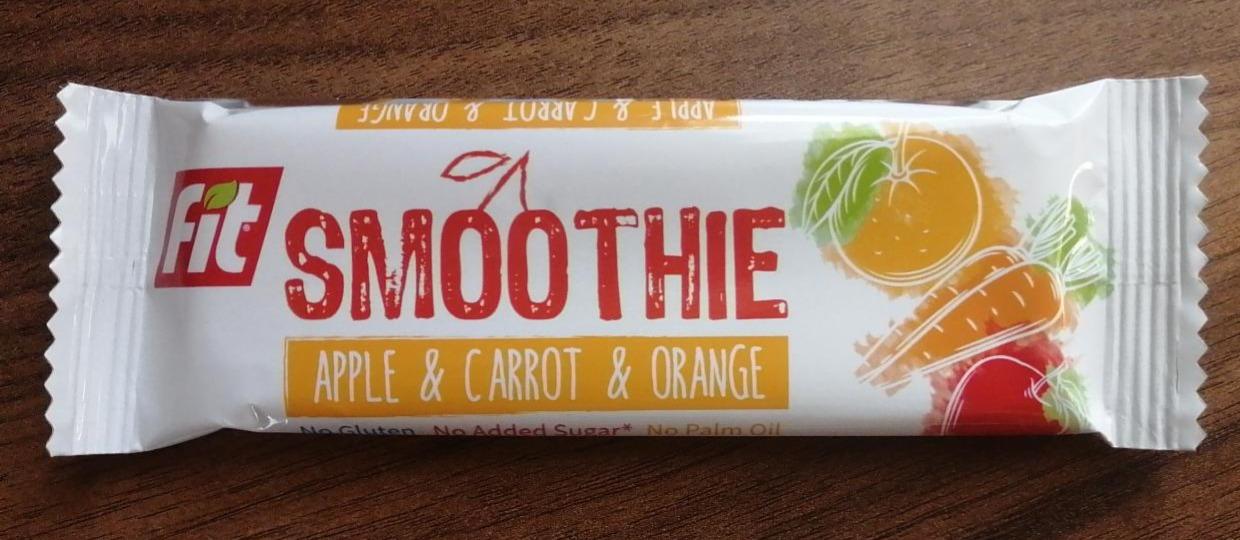 APPLE & CARROT & ORANGE
fit
SMOOTHIE
APPLE & CARROT & ORANGE
No Gluten No Added Sugar* No Palm Oil